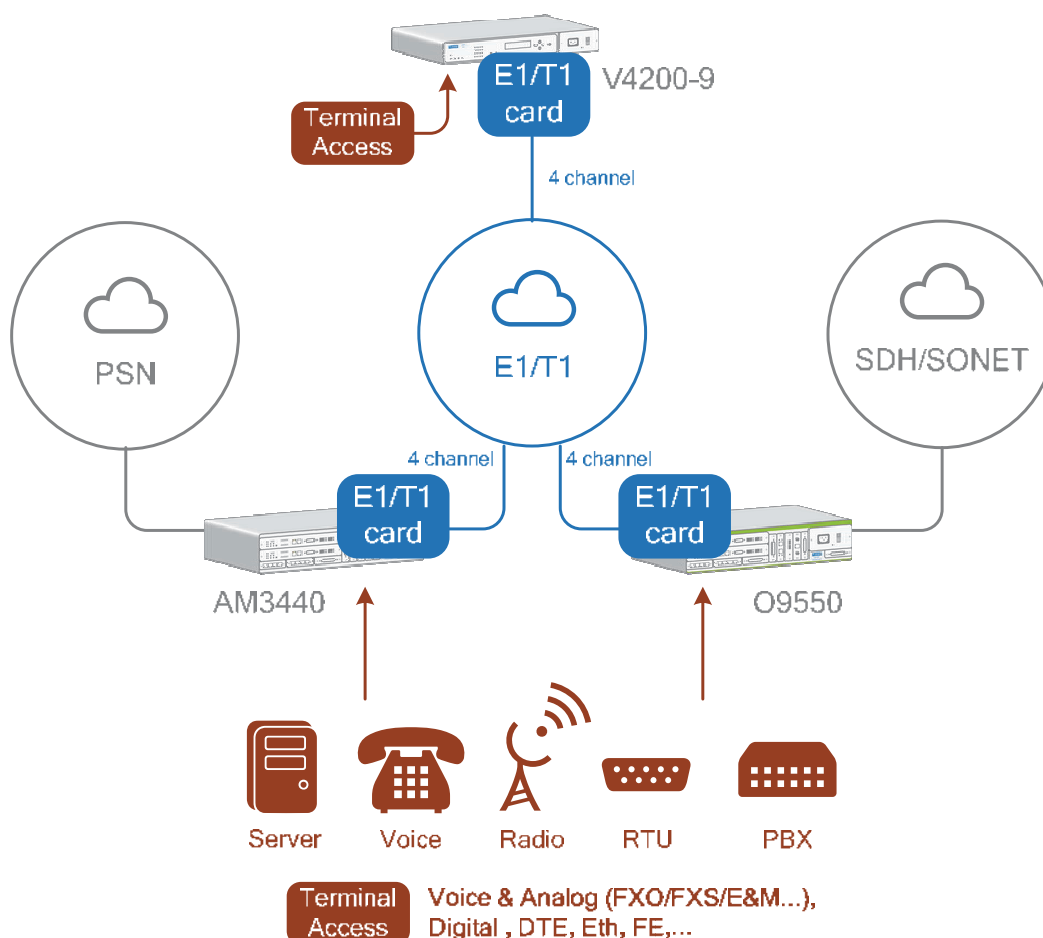 E1/T1
card
V4200-9
Terminal
Access
4 channel
PSN
E1/T1
SDH/SONET
4 channel
4 channel
E1/T1
card
E1/T1
card
AM3440
O9550
Server
Voice
Radio
RTU
PBX
Terminal
Access
Voice & Analog (FXO/FXS/E&M...),
Digital , DTE, Eth, FE,...